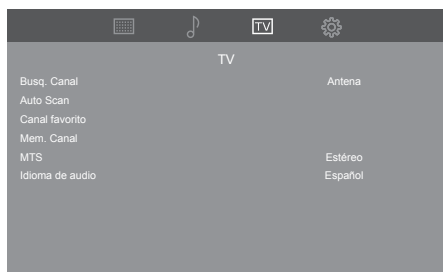 TV
TV
Busq. Canal Antena
Auto Scan
Canal favorito
Mem. Canal
MTS Estéreo
Idioma de audio Español